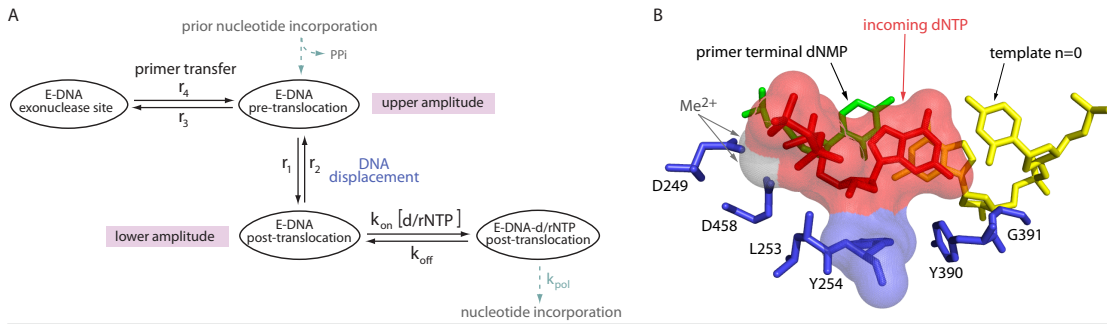 A
prior nucleotide incorporation
PPi
primer transfer
r4
r3
E-DNA
exonuclease site
E-DNA
pre-translocation
upper amplitude
r1
r2
DNA
displacement
lower amplitude
E-DNA
post-translocation
kon [d/rNTP]
koff
E-DNA-d/rNTP
post-translocation
kpol
nucleotide incorporation
B
incoming dNTP
primer terminal dNMP
template n=0
Me2+
D249
D458
L253
Y254
Y390
G391